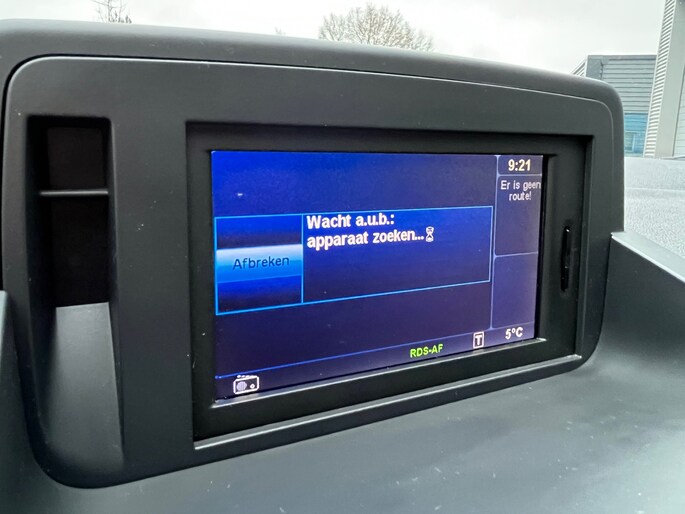 9:21
Er is geen
route!
Wacht a.u.b.:
apparaat zoeken...
Afbreken
RDS-AF
T
5°C